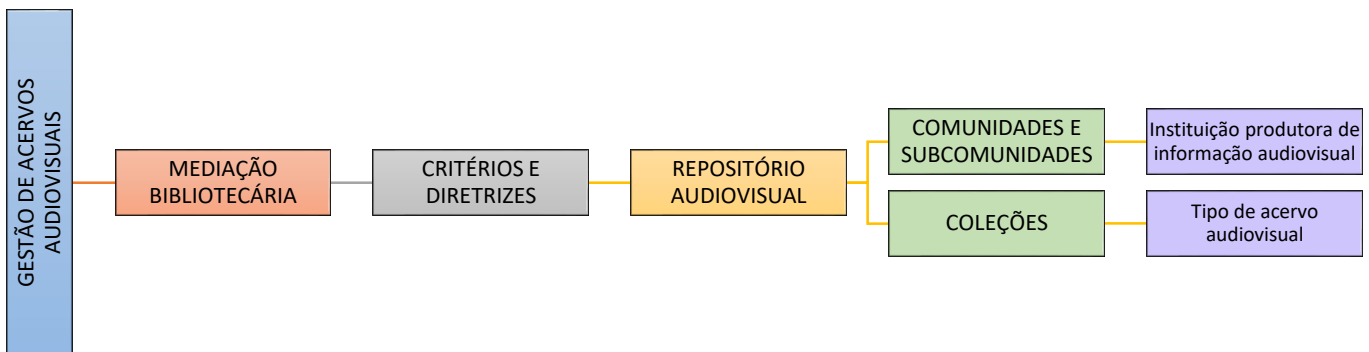 GESTÃO DE ACERVOS
AUDIOVISUAIS
MEDIAÇÃO
BIBLIOTECÁRIA
CRITÉRIOS E
DIRETRIZES
REPOSITÓRIO
AUDIOVISUAL
COMUNIDADES E
SUBCOMUNIDADES
Instituição produtora de
informação audiovisual
COLEÇÕES
Tipo de acervo
audiovisual